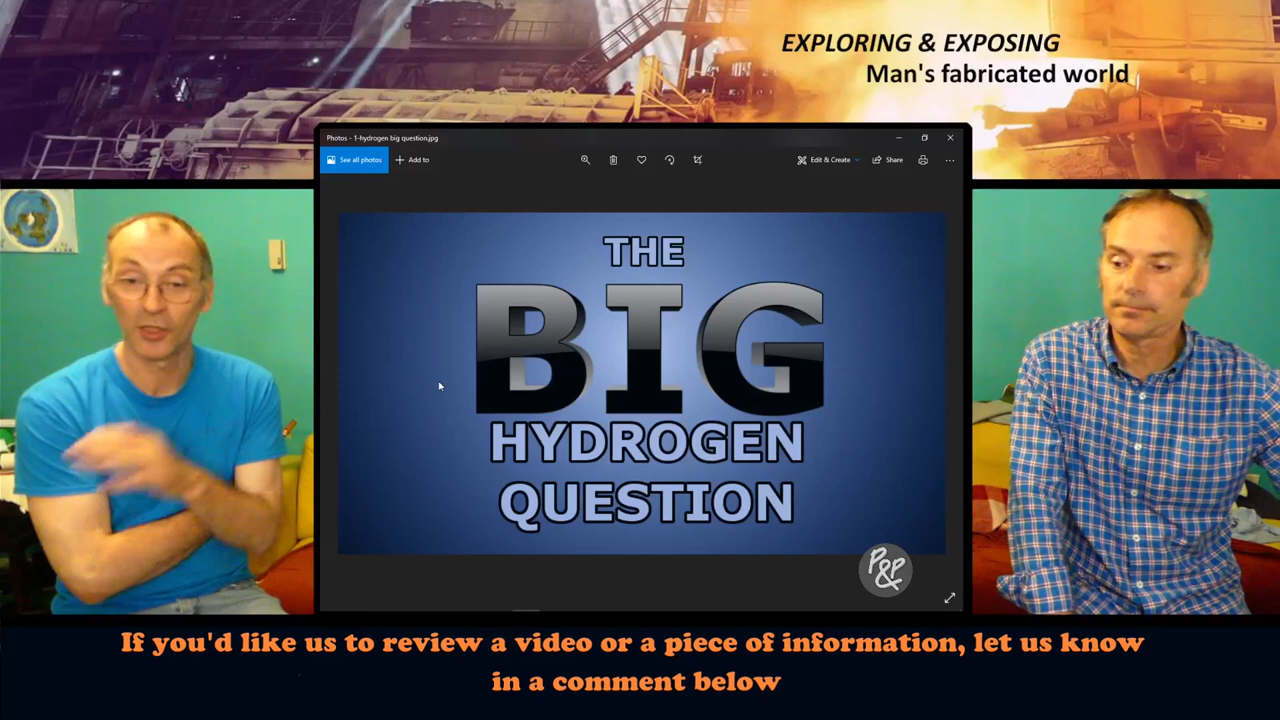 EXPLORING & EXPOSING
Man's fabricated world
Photos - 1-hydrogen big question.jpg
See all photos
Add to
Edit & Create
Share
THE
BIG
HYDROGEN
QUESTION
P&P
If you'd like us to review a video or a piece of information, let us know
in a comment below